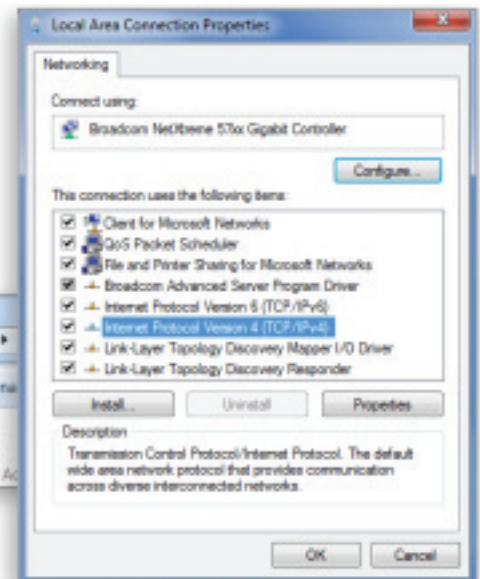 Local Area Connection Properties
Networking
Connect using:
Broadcom NetXtreme 57xx Gigabit Controller
Configure...
This connection uses the following items:
Client for Microsoft Networks
QoS Packet Scheduler
File and Printer Sharing for Microsoft Networks
Broadcom Advanced Server Program Driver
Internet Protocol Version 6 (TCP/IPv6)
Internet Protocol Version 4 (TCP/IPv4)
Link-Layer Topology Discovery Mapper I/O Driver
Link-Layer Topology Discovery Responder
Install...
Uninstall
Properties
Description
Transmission Control Protocol/Internet Protocol. The default
wide area network protocol that provides communication
across diverse interconnected networks.
OK
Cancel